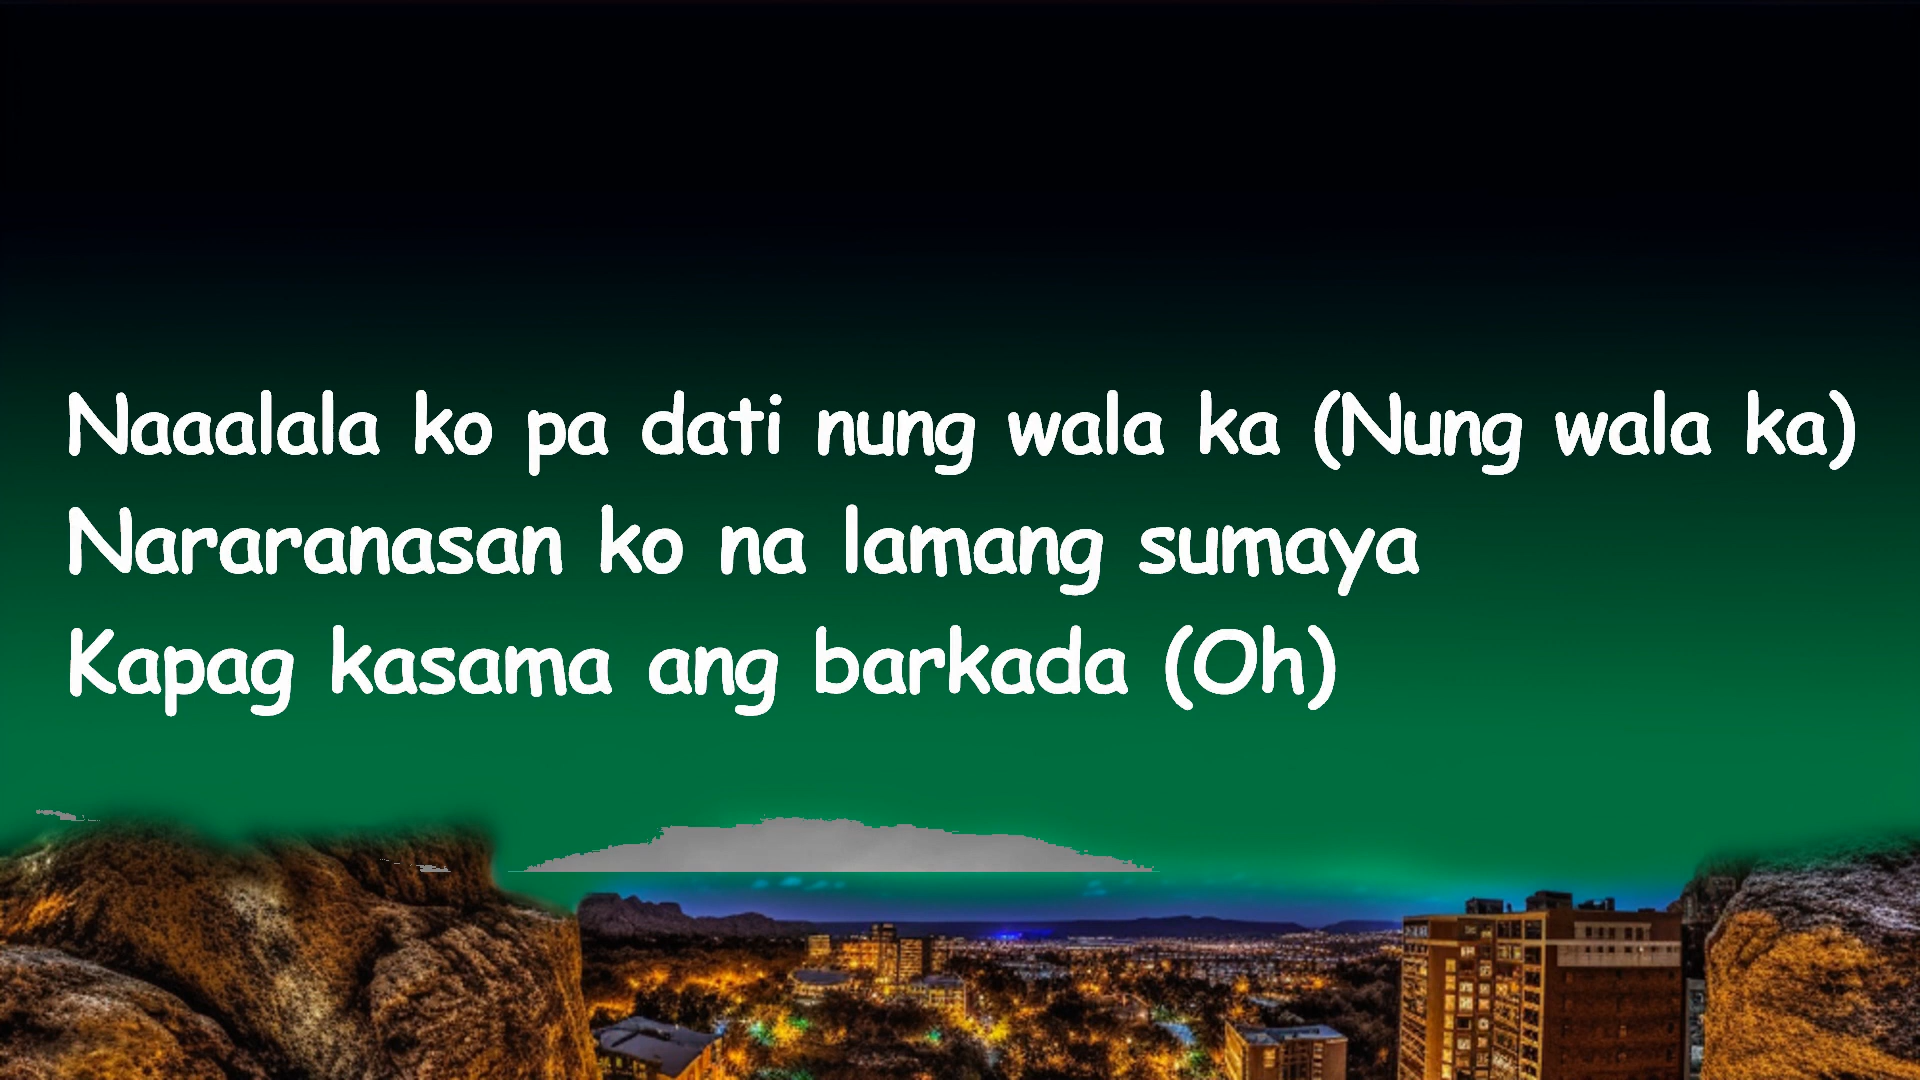 Naaalala ko pa dati nung wala ka (Nung wala ka)
Nararanasan ko na lamang sumaya
Kapag kasama ang barkada (Oh)